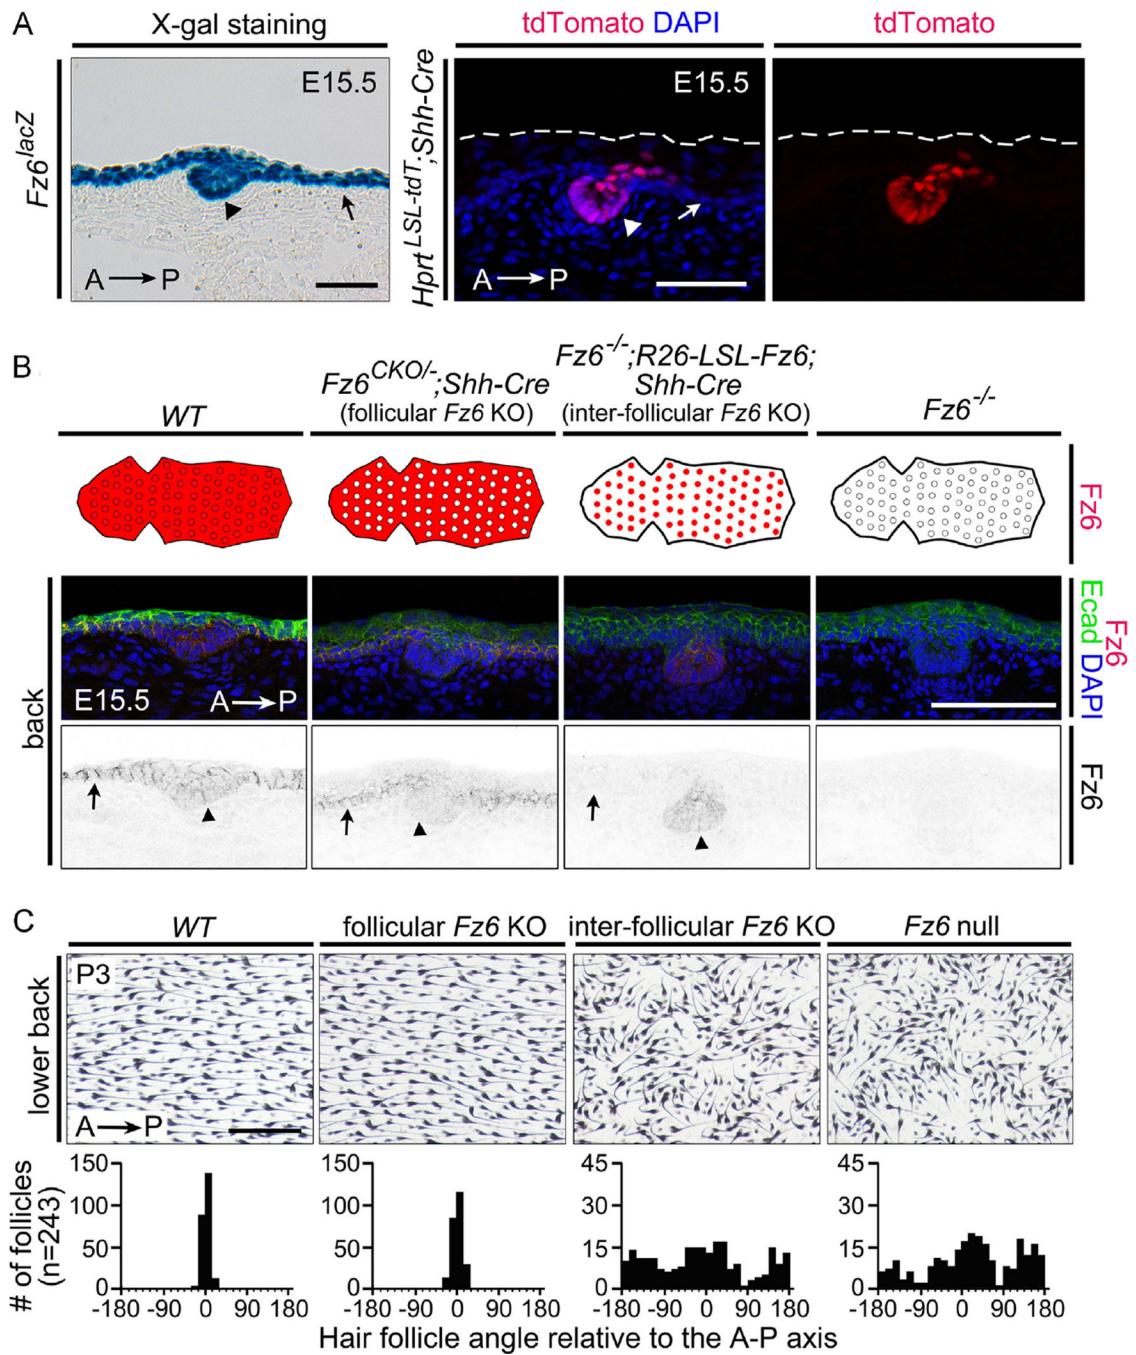 A
X-gal staining
tdTomato DAPI
tdTomato
Fz6lacZ
E15.5
A → P
HprtLSL-tdT;Shh-Cre
E15.5
A → P
B
WT
Fz6CKO/-;Shh-Cre
(follicular Fz6 KO)
Fz6-/-;R26-LSL-Fz6;
Shh-Cre
(inter-follicular Fz6 KO)
Fz6-/-
Fz6
back
E15.5
A → P
Fz6
Ecad DAPI
Fz6
C
WT
follicular Fz6 KO
inter-follicular Fz6 KO
Fz6 null
lower back
P3
A → P
# of follicles
(n=243)
150
100
50
0
-180 -90 0 90 180
150
100
50
0
-180 -90 0 90 180
45
30
15
0
-180 -90 0 90 180
45
30
15
0
-180 -90 0 90 180
Hair follicle angle relative to the A-P axis